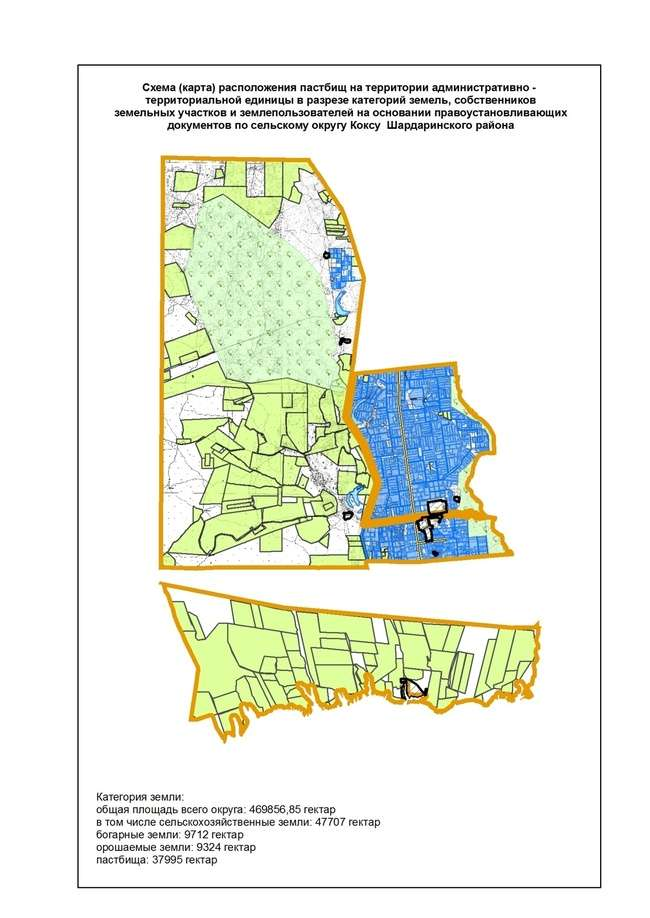 Схема (карта) расположения пастбищ на территории административно -
территориальной единицы в разрезе категорий земель, собственников
земельных участков и землепользователей на основании правоустанавливающих
документов по сельскому округу Коксу Шардаринского района
Категория земли:
общая площадь всего округа: 469856,85 гектар
в том числе сельскохозяйственные земли: 47707 гектар
богарные земли: 9712 гектар
орошаемые земли: 9324 гектар
пастбища: 37995 гектар